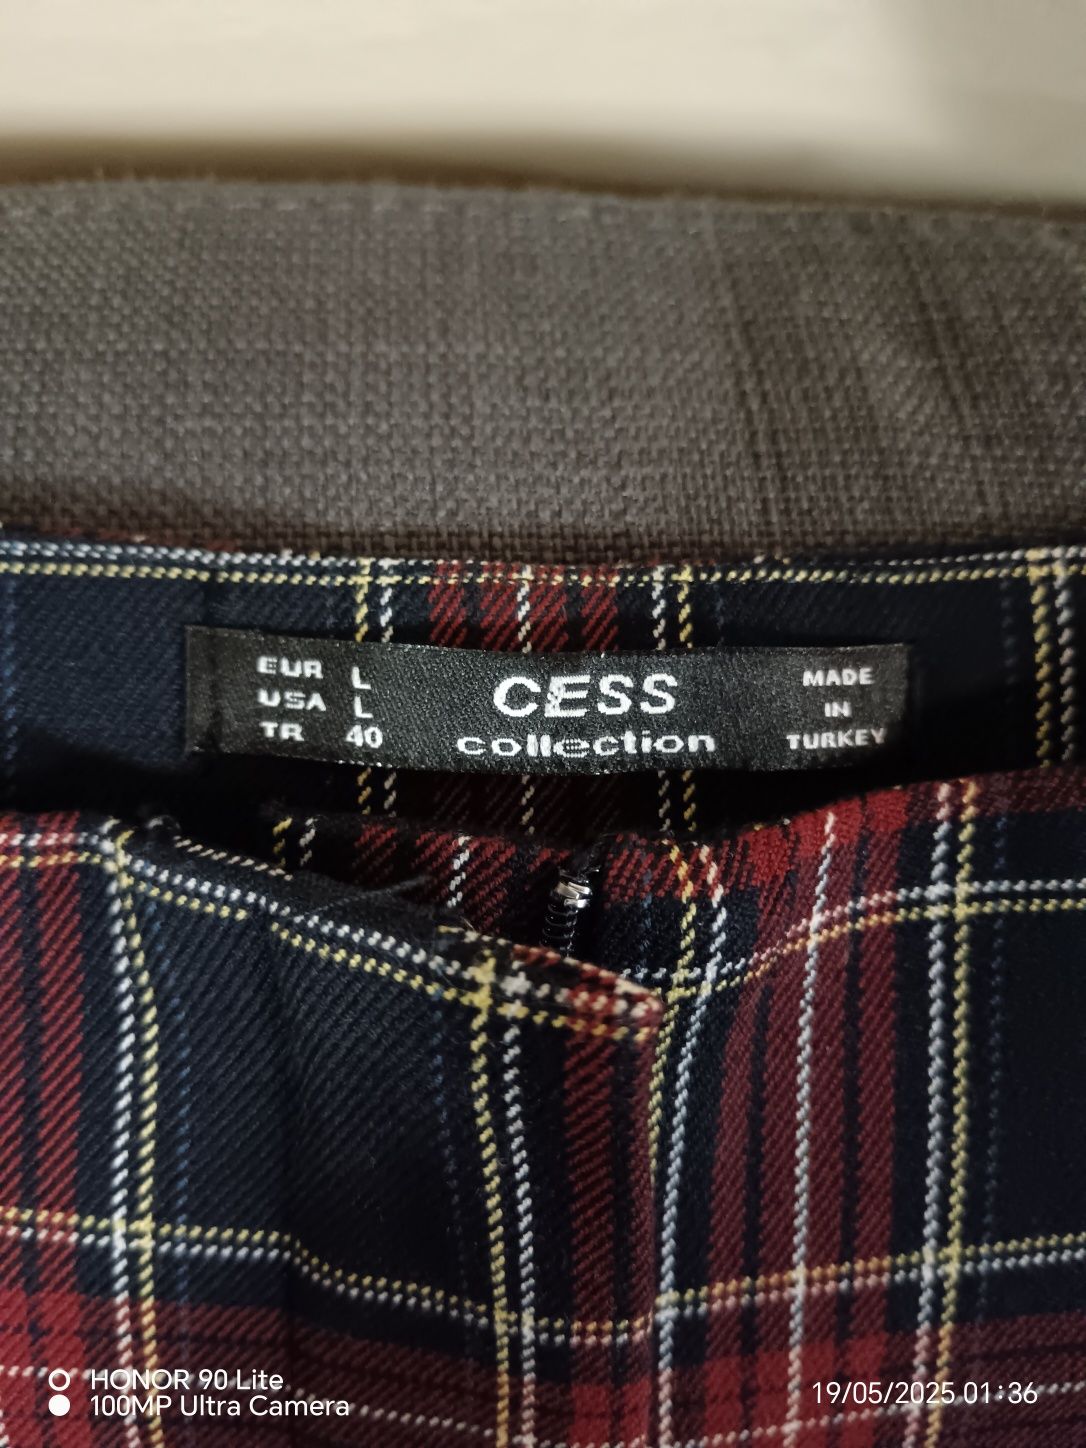 EUR L
USA L
TR 40
CESS
collection
MADE
IN
TURKEY
HONOR 90 Lite
100MP Ultra Camera
19/05/2025 01:36